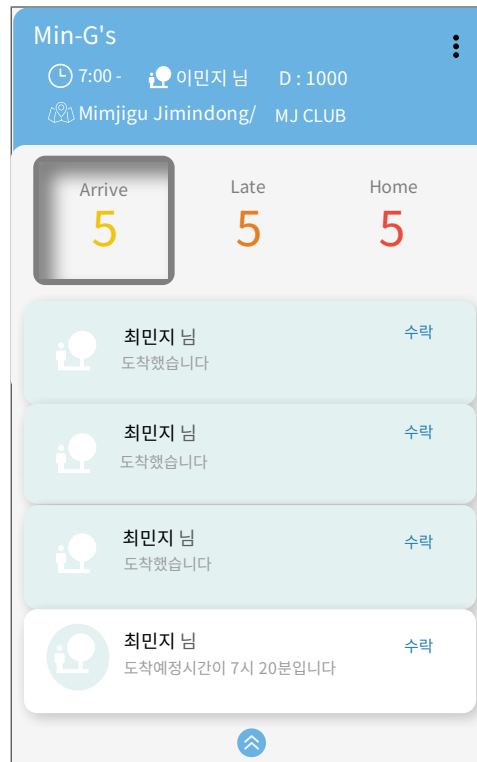 Min-G's
7:00 - 이민지 님 D : 1000
Mimjigu Jimindong/ MJ CLUB
Arrive Late Home
5 5 5
최민지 님 수락
도착했습니다
최민지 님 수락
도착했습니다
최민지 님 수락
도착했습니다
최민지 님 수락
도착예정시간이 7시 20분입니다